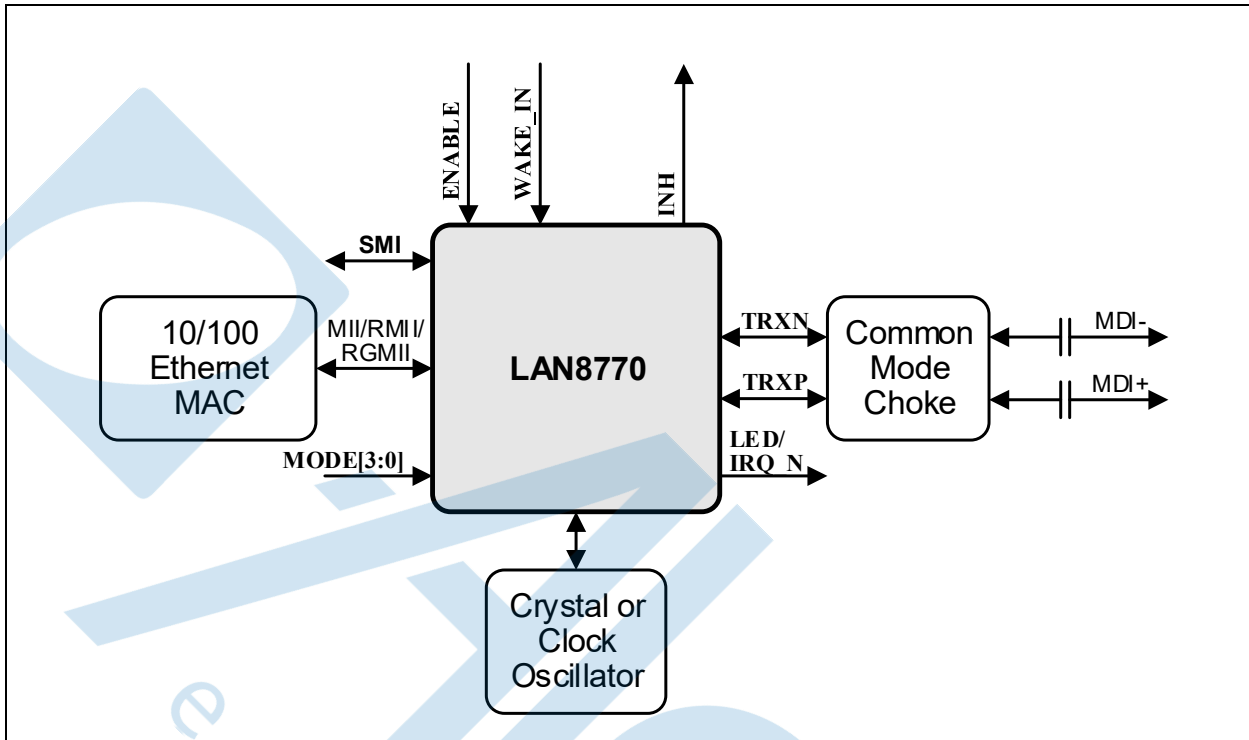 ENABLE
WAKE_IN
INH
SMI
10/100
Ethernet
MAC
MII/RMII/
RGMII
LAN8770
TRXN
TRXP
Common
Mode
Choke
MDI-
MDI+
LED/
IRQ_N
MODE[3:0]
Crystal or
Clock
Oscillator
e